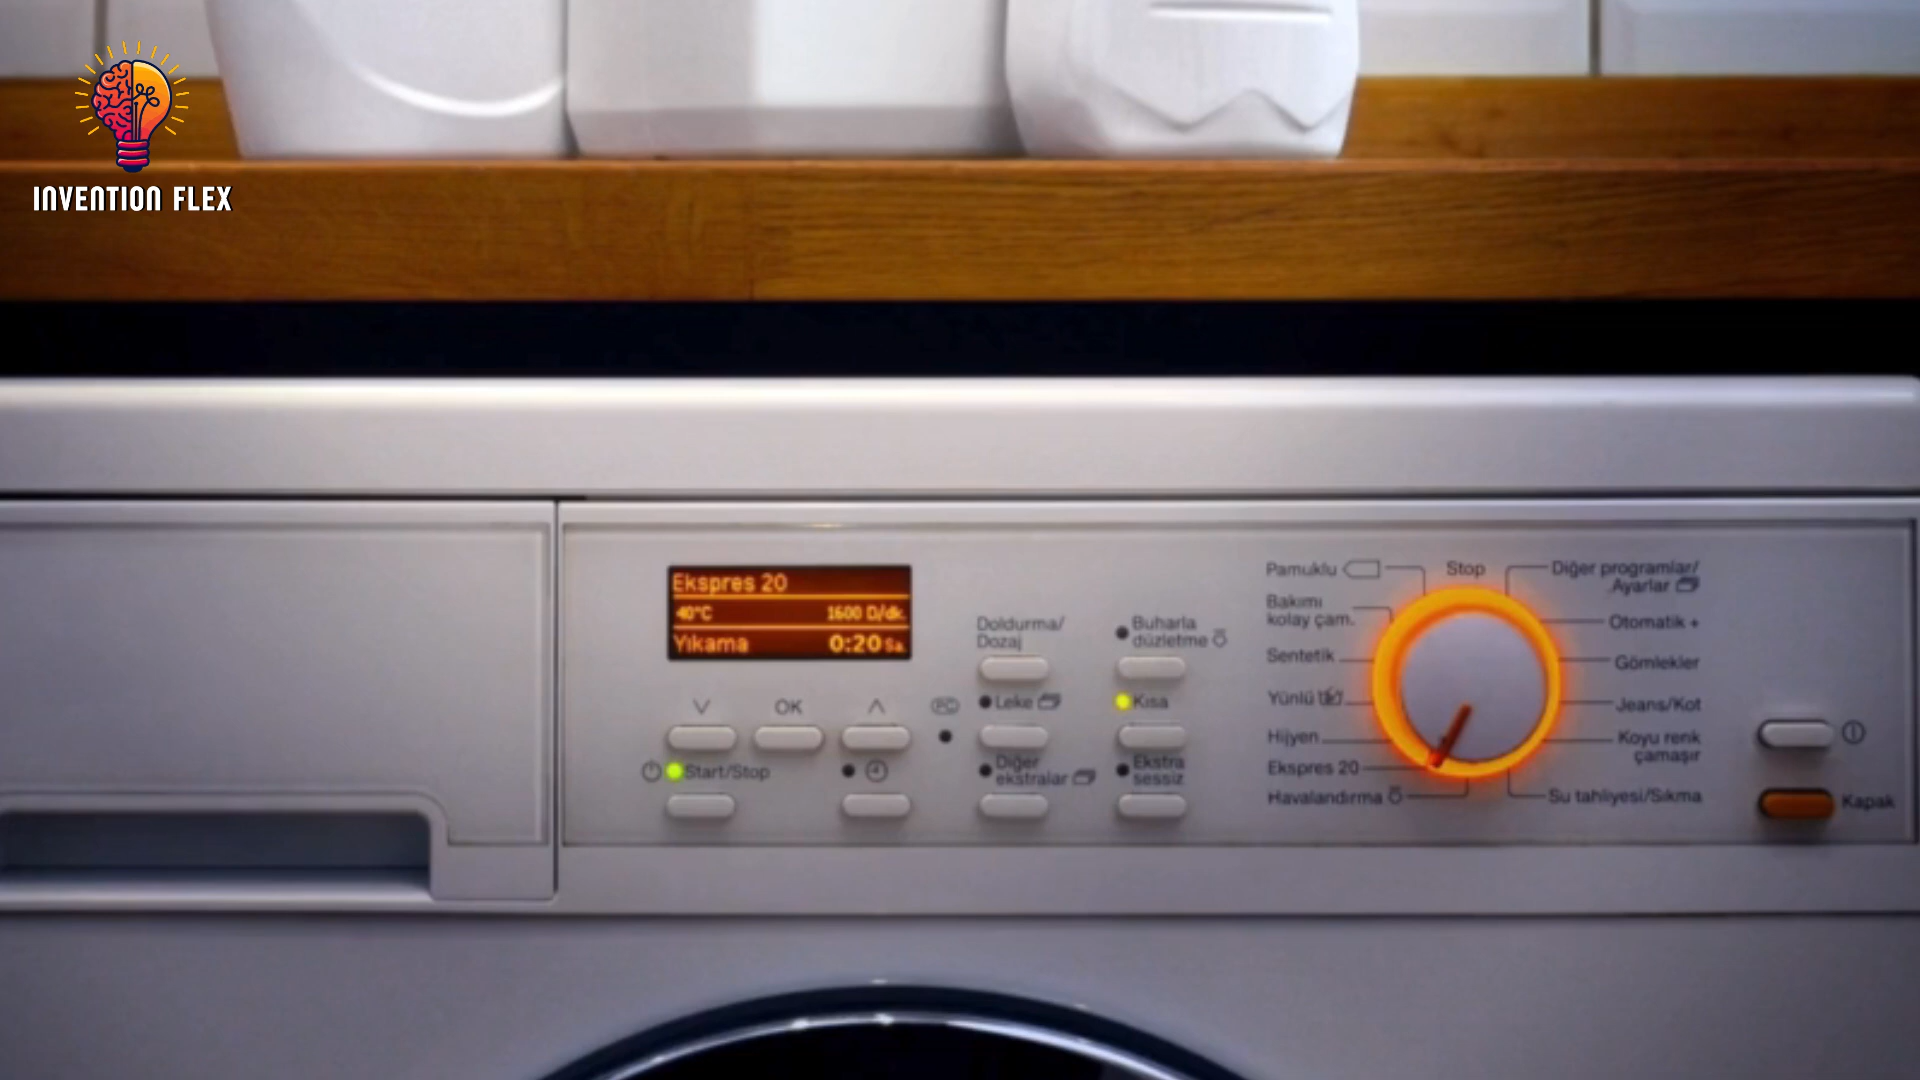 INVENTION FLEX
Ekspres 20
40°C 1600 D/dk.
Yıkama 0:20 Sa.
OK
PC
Start/Stop
Doldurma/
Dozaj
Leke
Diğer
ekstralar
Buharla
düzletme
Kısa
Ekstra
sessiz
Pamuklu
Bakımı
kolay çam.
Sentetik
Yünlü
Hijyen
Ekspres 20
Havalandırma
Stop
Diğer programlar/
Ayarlar
Otomatik +
Gömlekler
Jeans/Kot
Koyu renk
çamaşır
Su tahliyesi/Sıkma
Kapak